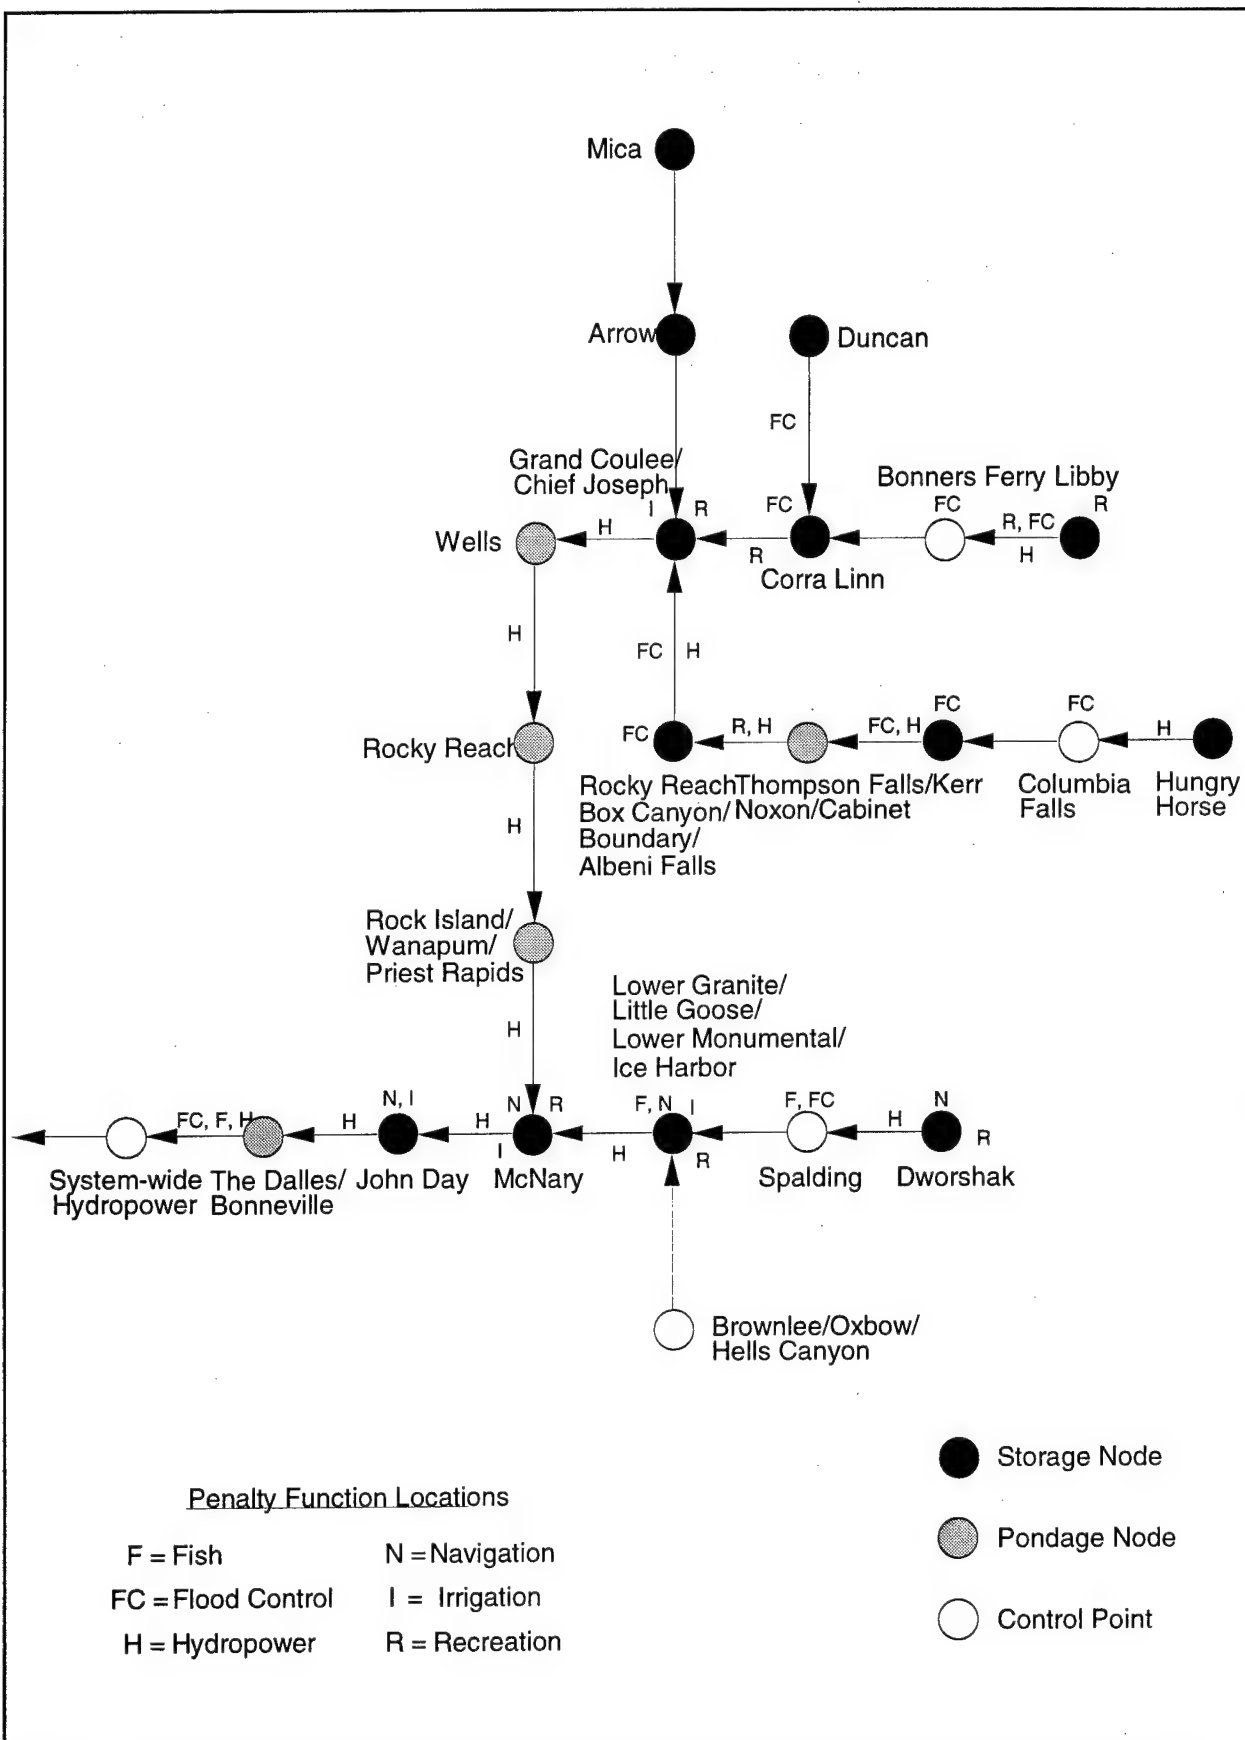 Mica
Arrow
Duncan
FC
Grand Coulee/
Chief Joseph
Bonners Ferry Libby
I
R
FC
FC
R
Wells
H
R
R, FC
H
Corra Linn
H
FC
H
FC
FC
Rocky Reach
FC
R, H
FC, H
H
Rocky Reach
Box Canyon/
Boundary/
Albeni Falls
Thompson Falls/Kerr
Noxon/Cabinet
Columbia
Falls
Hungry
Horse
H
Rock Island/
Wanapum/
Priest Rapids
Lower Granite/
Little Goose/
Lower Monumental/
Ice Harbor
H
FC, F, H
H
N, I
H
N
R
I
H
F, N
I
R
F, FC
H
N
R
System-wide
Hydropower
The Dalles/
Bonneville
John Day
McNary
Spalding
Dworshak
Brownlee/Oxbow/
Hells Canyon
Storage Node
Pondage Node
Control Point
Penalty Function Locations
F = Fish
N = Navigation
FC = Flood Control
I = Irrigation
H = Hydropower
R = Recreation